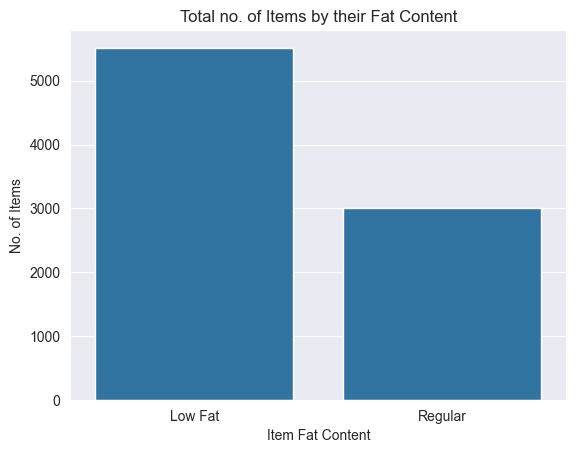 Total no. of Items by their Fat Content
No. of Items
5000
4000
3000
2000
1000
0
Low Fat
Regular
Item Fat Content